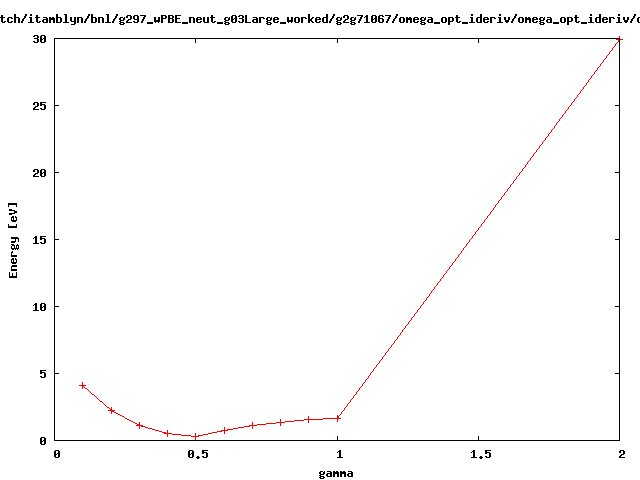 tch/itamblyn/bnl/g297_wPBE_neut_g03Large_worked/g2g71067/omega_opt_ideriv/omega_opt_ideriv/o
30
25
20
15
10
5
0
Energy [eV]
0 0.5 1 1.5 2
gamma